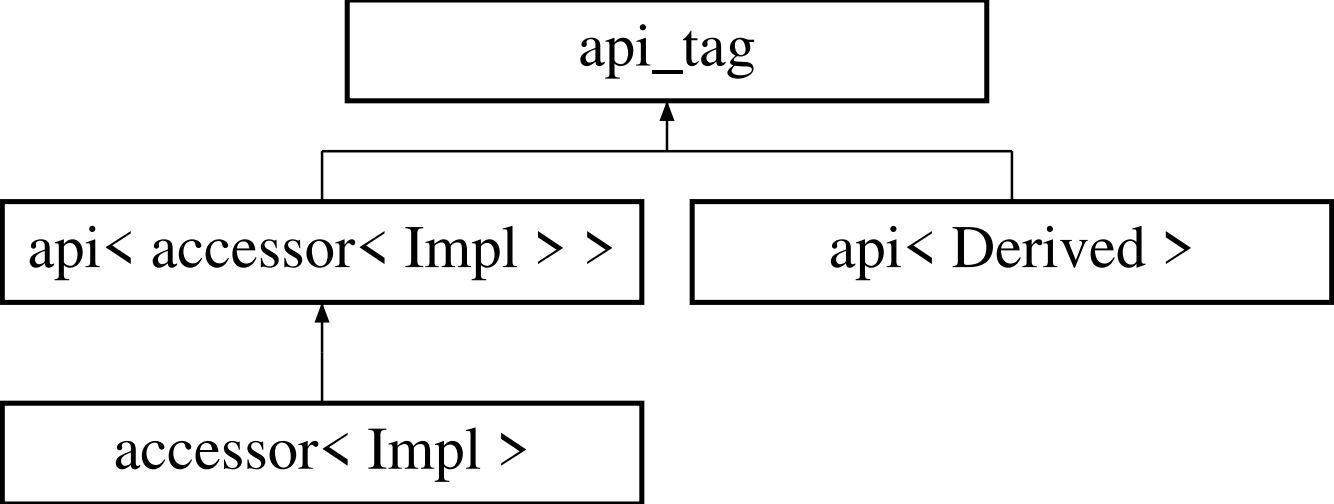 api_tag
api< accessor< Impl > >
api< Derived >
accessor< Impl >